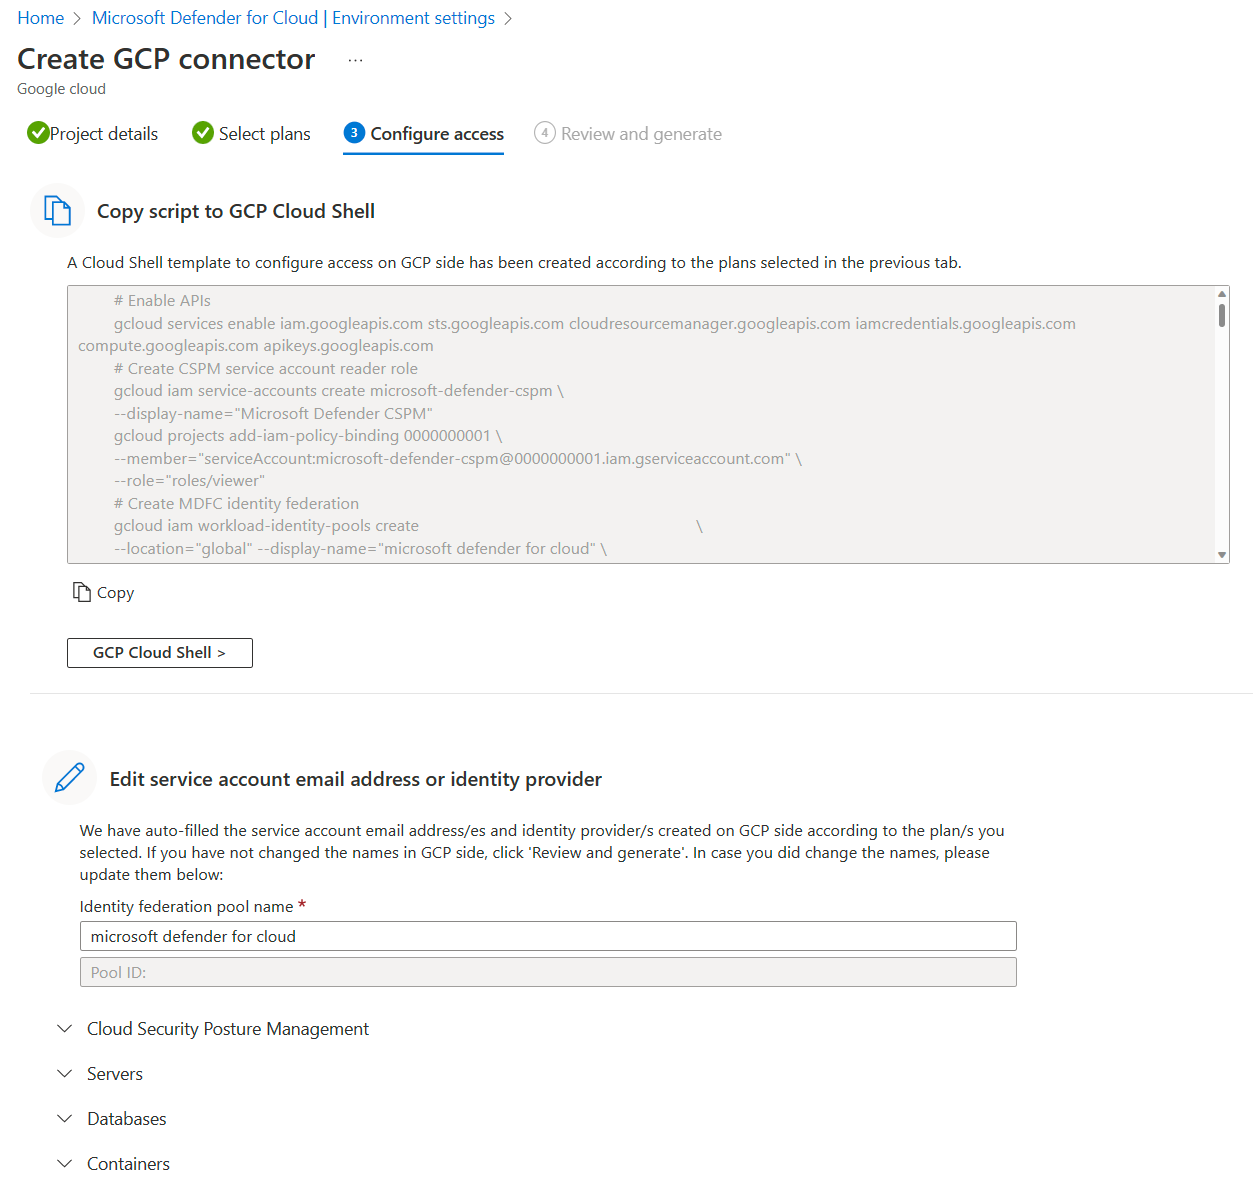 Home > Microsoft Defender for Cloud | Environment settings >
Create GCP connector ...
Google cloud
Project details
Select plans
3 Configure access
4 Review and generate
Copy script to GCP Cloud Shell
A Cloud Shell template to configure access on GCP side has been created according to the plans selected in the previous tab.
# Enable APIs
gcloud services enable iam.googleapis.com sts.googleapis.com cloudresourcemanager.googleapis.com iamcredentials.googleapis.com
compute.googleapis.com apikeys.googleapis.com
# Create CSPM service account reader role
gcloud iam service-accounts create microsoft-defender-cspm \
--display-name="Microsoft Defender CSPM"
gcloud projects add-iam-policy-binding 0000000001 \
--member="serviceAccount:microsoft-defender-cspm@0000000001.iam.gserviceaccount.com" \
--role="roles/viewer"
# Create MDFC identity federation
gcloud iam workload-identity-pools create \
--location="global" --display-name="microsoft defender for cloud" \
Copy
GCP Cloud Shell >
Edit service account email address or identity provider
We have auto-filled the service account email address/es and identity provider/s created on GCP side according to the plan/s you
selected. If you have not changed the names in GCP side, click 'Review and generate'. In case you did change the names, please
update them below:
Identity federation pool name *
microsoft defender for cloud
Pool ID:
Cloud Security Posture Management
Servers
Databases
Containers